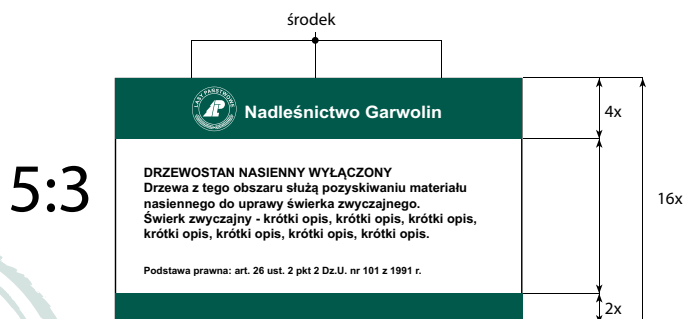 środek
LASY PAŃSTWOWE
Nadleśnictwo Garwolin
4x
5:3
DRZEWOSTAN NASIENNY WYŁĄCZONY
Drzewa z tego obszaru służą pozyskiwaniu materiału
nasiennego do uprawy świerka zwyczajnego.
Świerk zwyczajny - krótki opis, krótki opis, krótki opis,
krótki opis, krótki opis, krótki opis, krótki opis.
16x
Podstawa prawna: art. 26 ust. 2 pkt 2 Dz.U. nr 101 z 1991 r.
2x